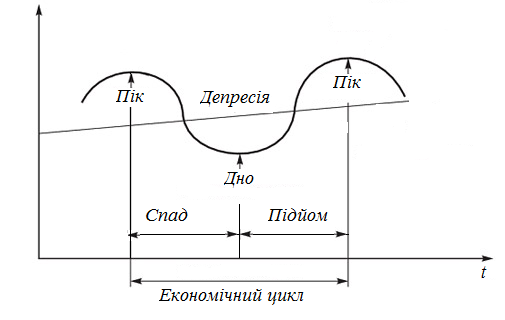 Пік
Депресія
Пік
Дно
Спад
Підйом
t
Економічний цикл